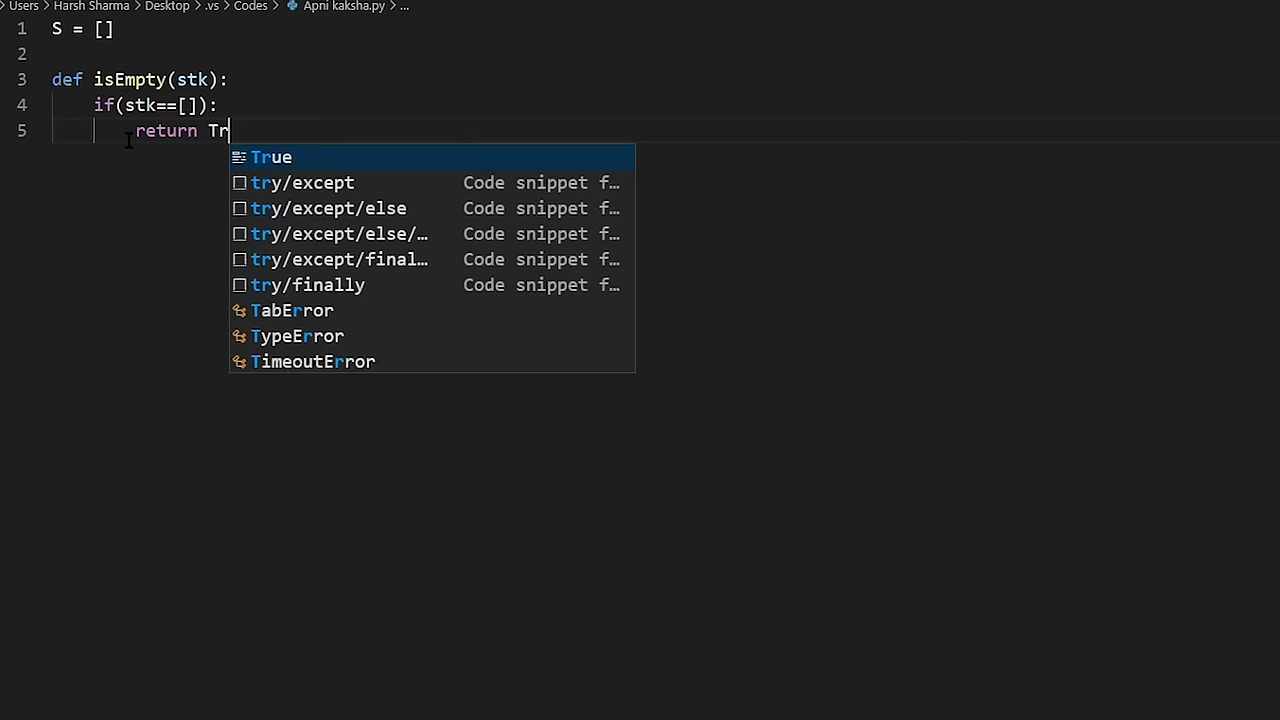 Users > Harsh Sharma > Desktop > .vs > Codes > Apni kaksha.py > ...
1 S = []
2
3 def isEmpty(stk):
4 if(stk==[]):
5 return Tr
True
try/except Code snippet f…
try/except/else Code snippet f…
try/except/else/… Code snippet f…
try/except/final… Code snippet f…
try/finally Code snippet f…
TabError
TypeError
TimeoutError